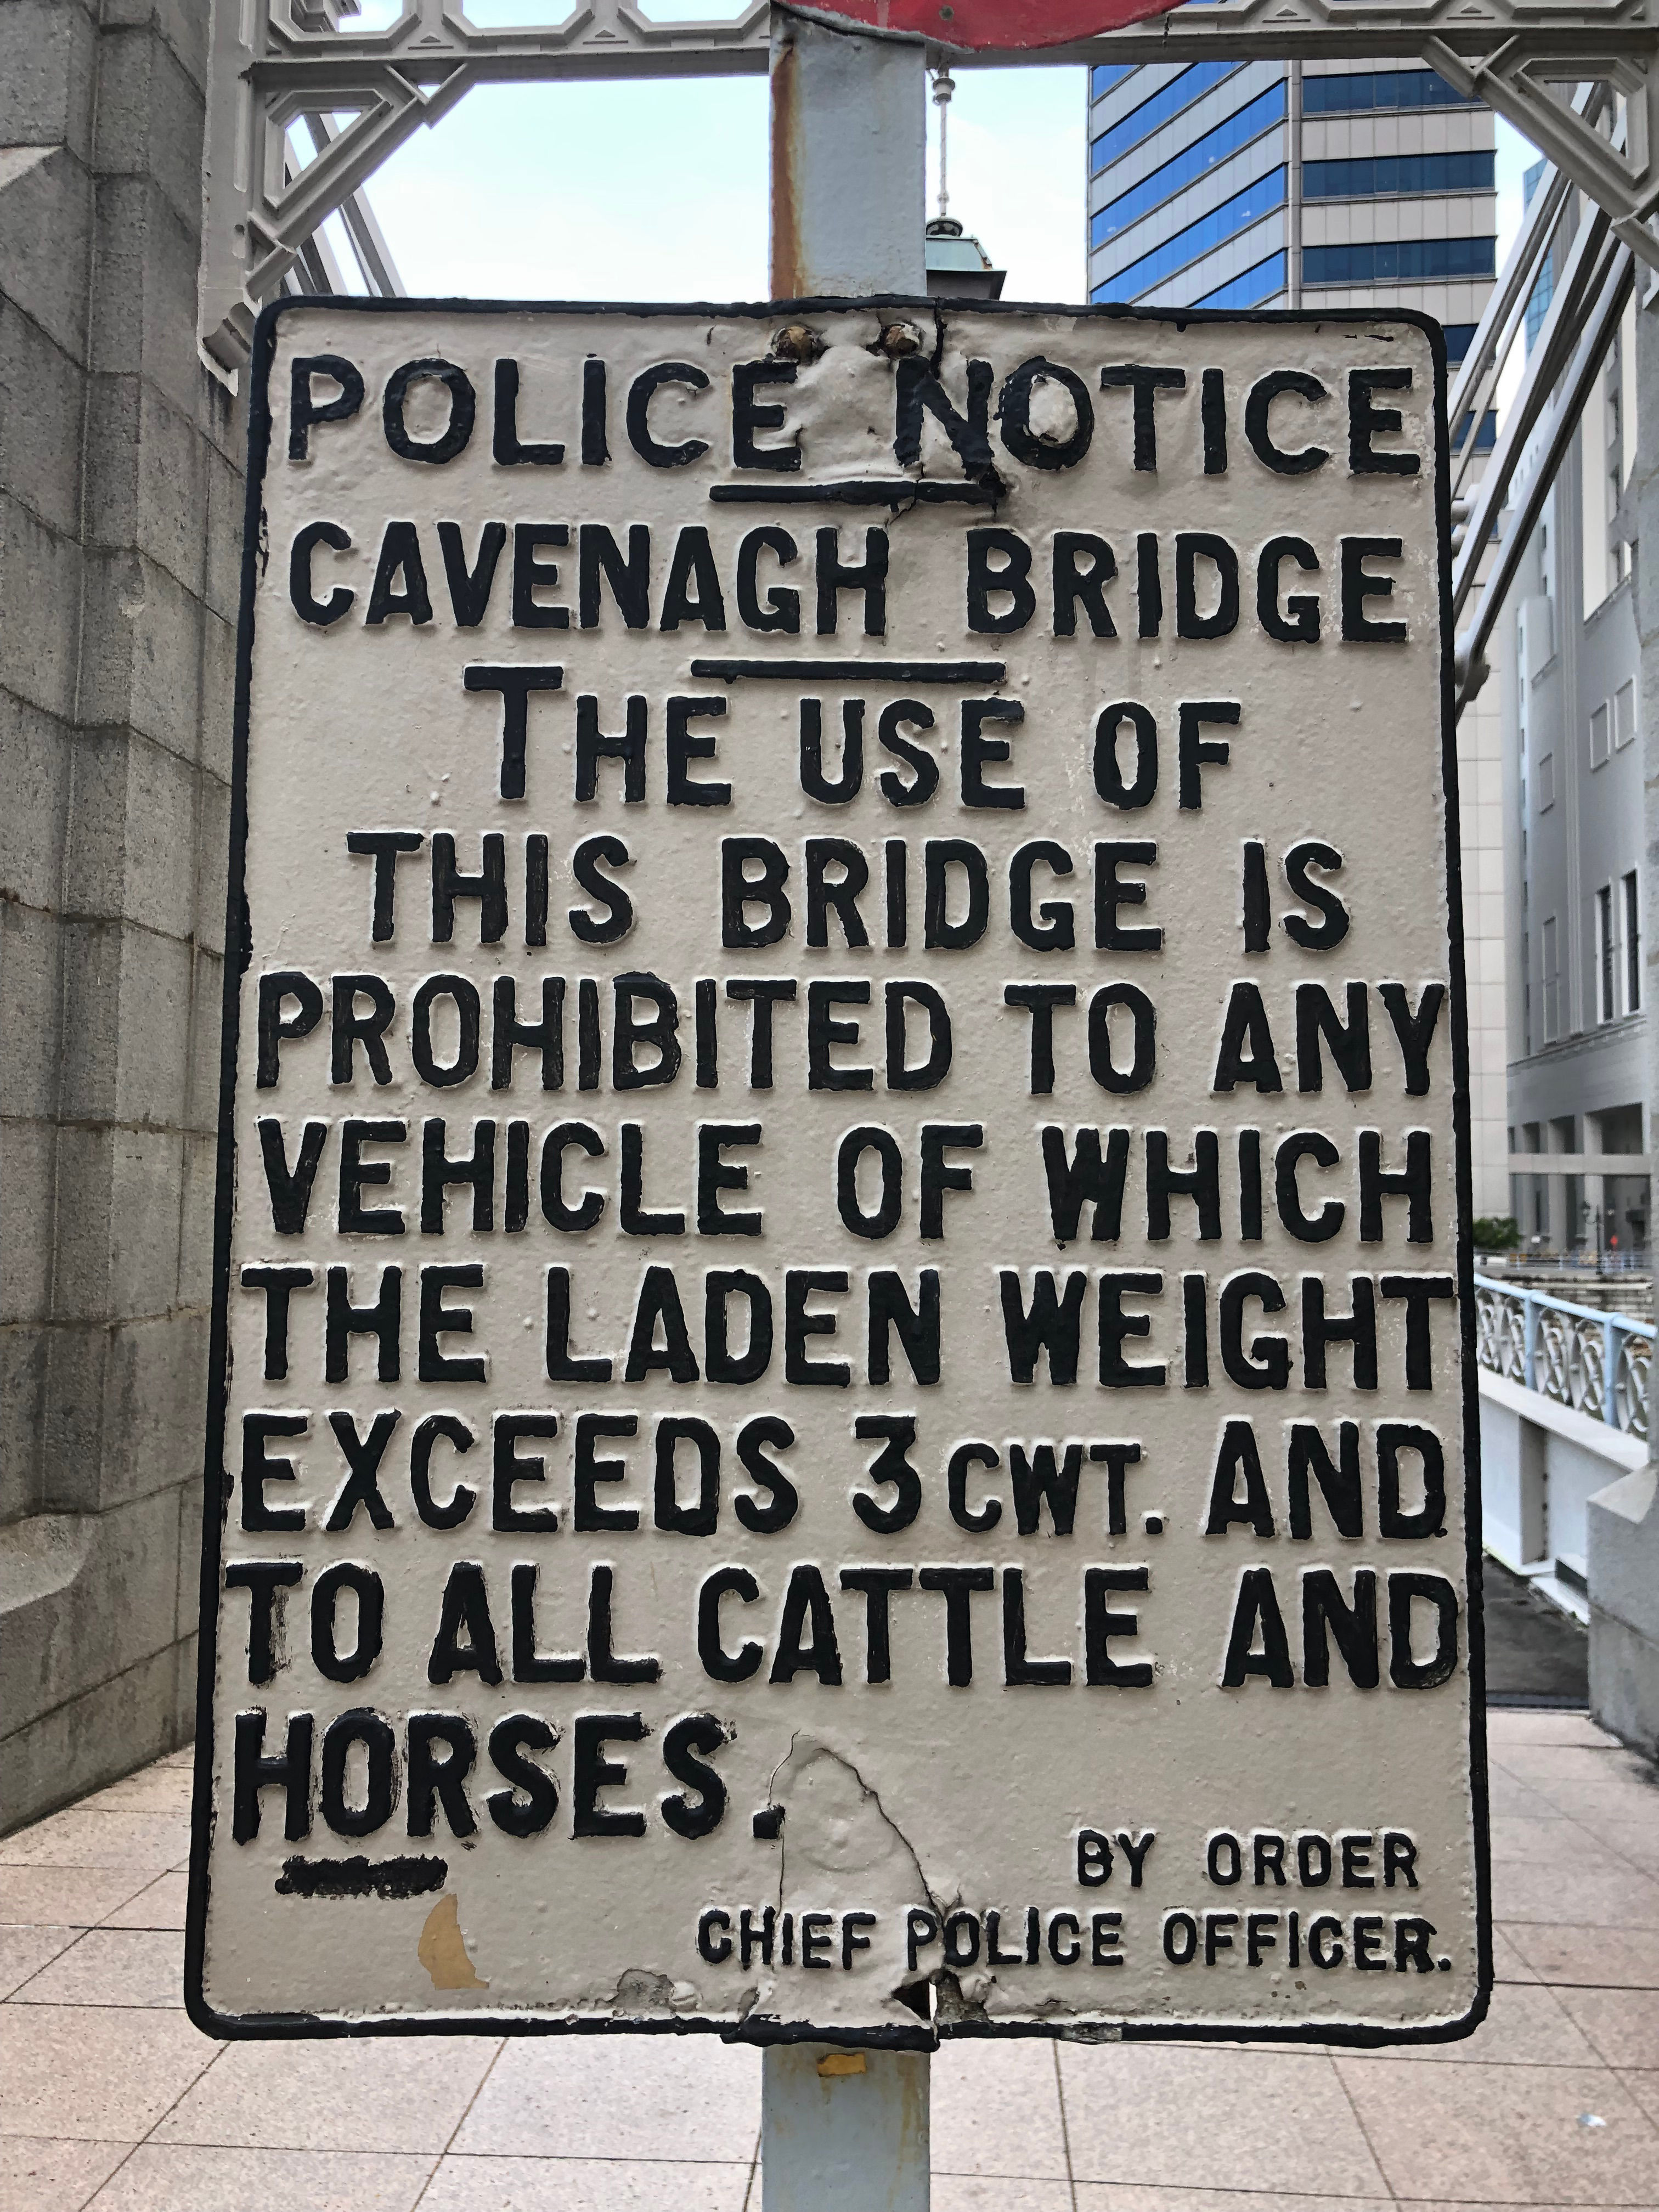 POLICE NOTICE
CAVENAGH BRIDGE
THE USE OF
THIS BRIDGE IS
PROHIBITED TO ANY
VEHICLE OF WHICH
THE LADEN WEIGHT
EXCEEDS 3 CWT. AND
TO ALL CATTLE AND
HORSES.
BY ORDER
CHIEF POLICE OFFICER.